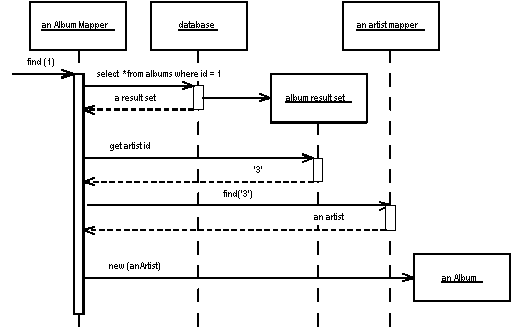 an Album Mapper
database
an artist mapper
find (1)
select * from albums where id = 1
a result set
album result set
get artist id
'3'
find('3')
an artist
new (anArtist)
an Album